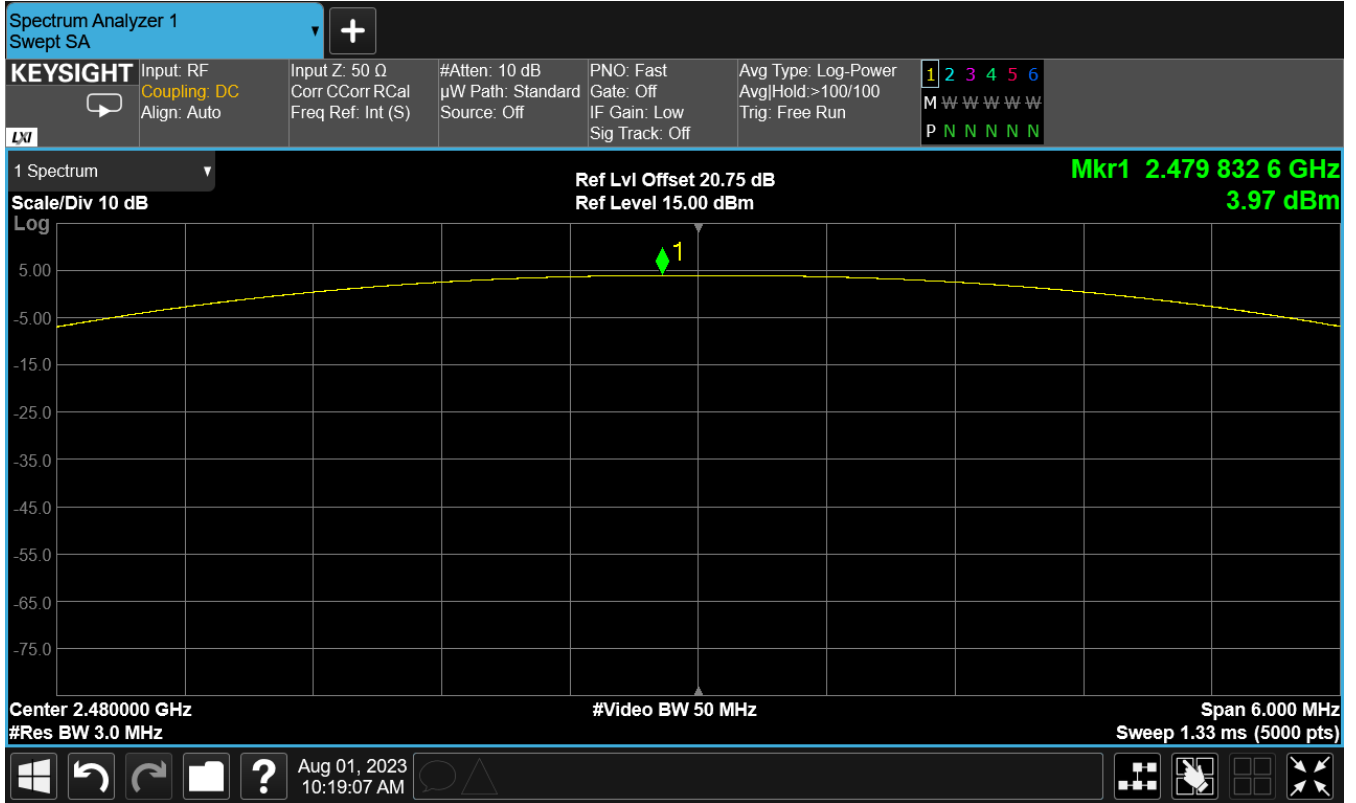 Spectrum Analyzer 1
Swept SA
KEYSIGHT
LXI
Input: RF
Coupling: DC
Align: Auto
Input Z: 50 Ω
Corr CCorr RCal
Freq Ref: Int (S)
#Atten: 10 dB
µW Path: Standard
Source: Off
PNO: Fast
Gate: Off
IF Gain: Low
Sig Track: Off
Avg Type: Log-Power
Avg|Hold:>100/100
Trig: Free Run
1 2 3 4 5 6
M W W W W W W
P N N N N N N
1 Spectrum
Scale/Div 10 dB
Log
Ref Lvl Offset 20.75 dB
Ref Level 15.00 dBm
Mkr1 2.479 832 6 GHz
3.97 dBm
1
5.00
-5.00
-15.0
-25.0
-35.0
-45.0
-55.0
-65.0
-75.0
Center 2.480000 GHz
#Res BW 3.0 MHz
#Video BW 50 MHz
Span 6.000 MHz
Sweep 1.33 ms (5000 pts)
?
Aug 01, 2023
10:19:07 AM